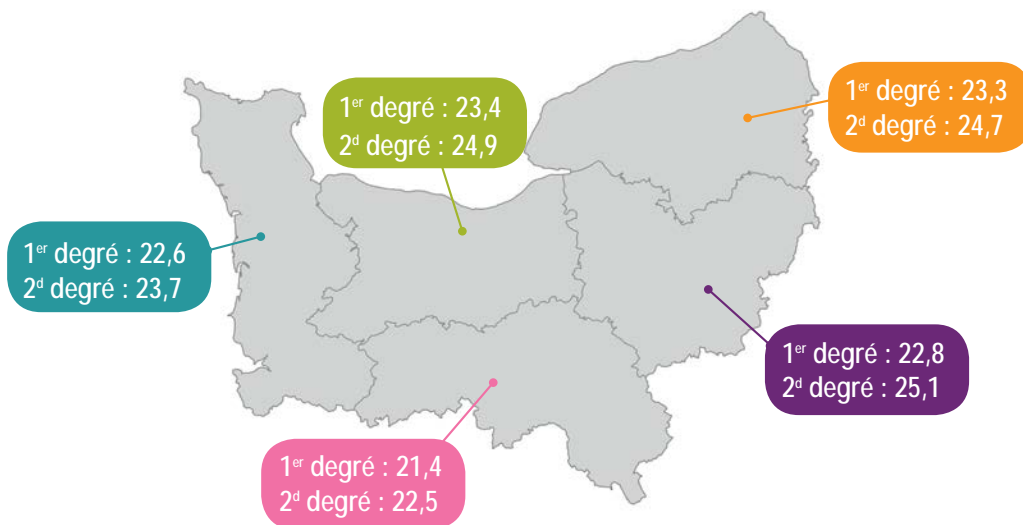 1er degré : 23,4
2d degré : 24,9
1er degré : 23,3
2d degré : 24,7
1er degré : 22,6
2d degré : 23,7
1er degré : 22,8
2d degré : 25,1
1er degré : 21,4
2d degré : 22,5